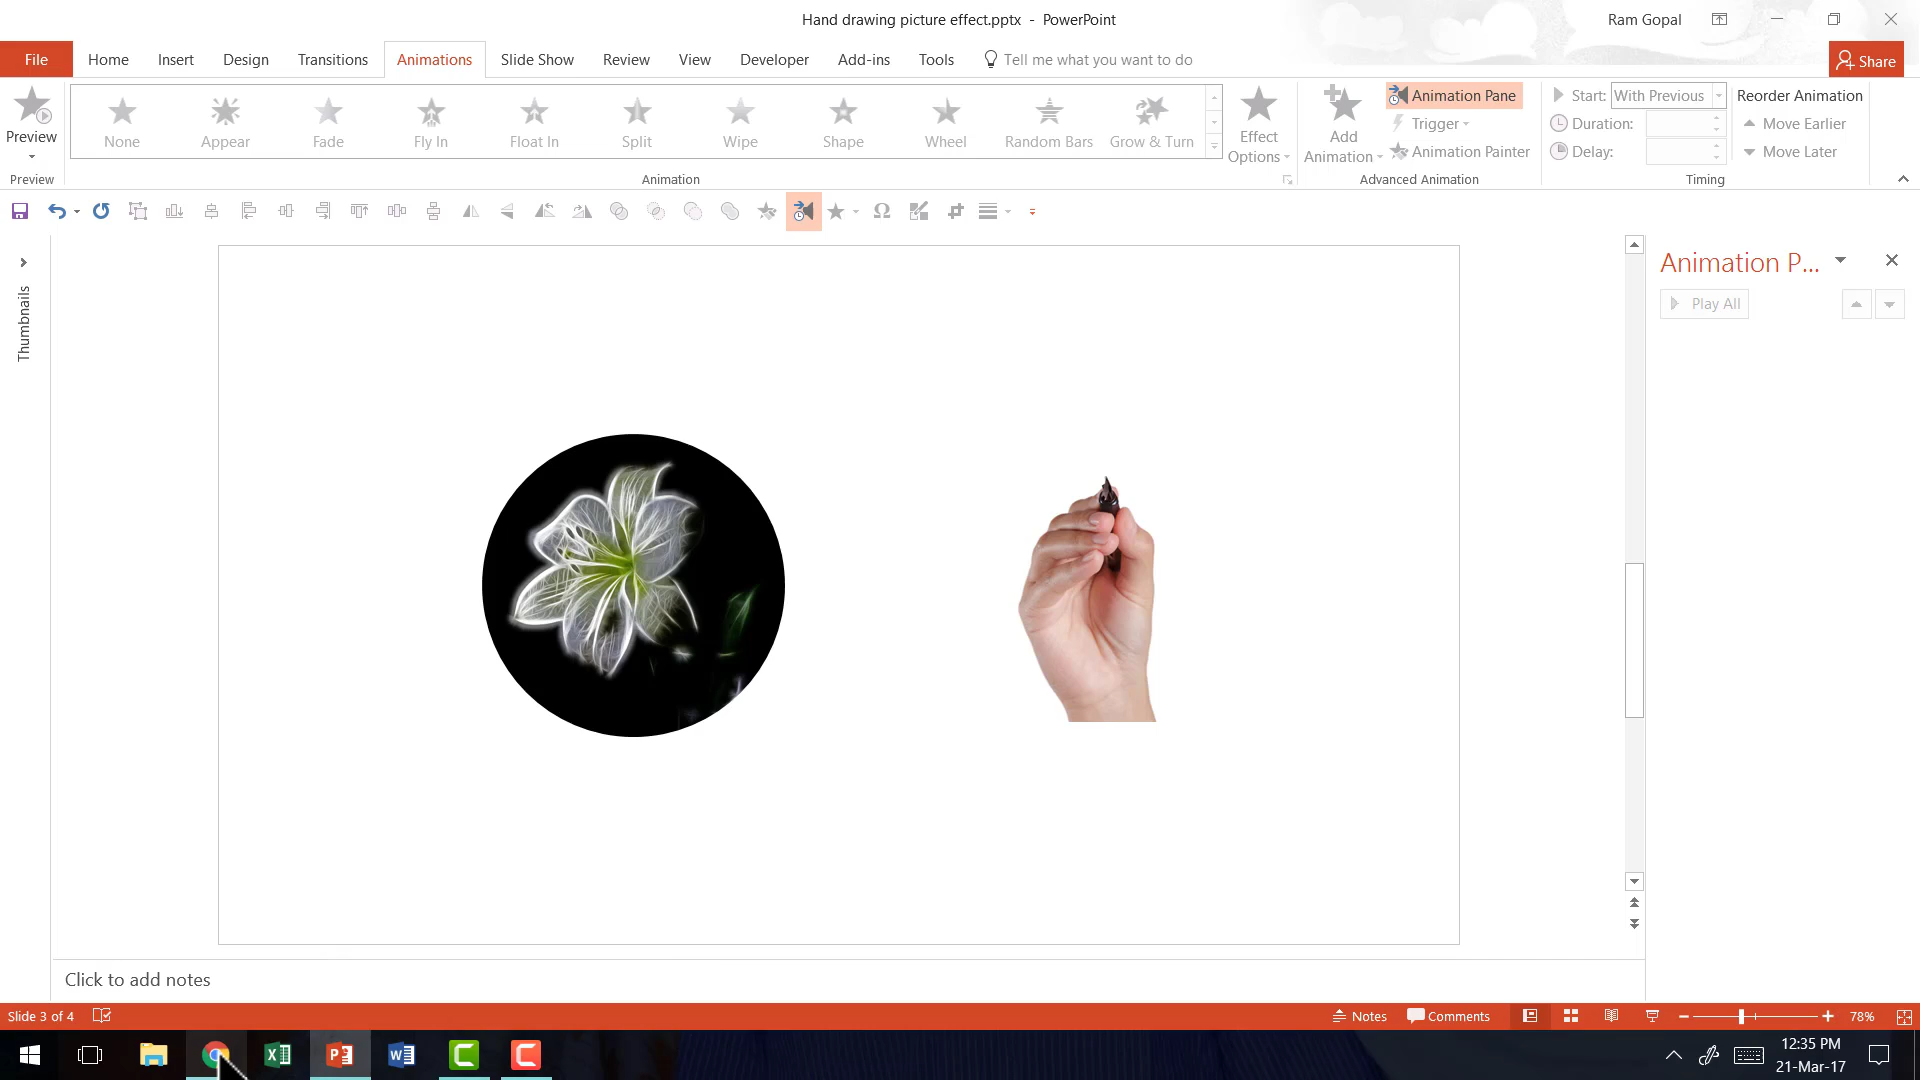 Hand drawing picture effect.pptx - PowerPoint
Ram Gopal
File Home Insert Design Transitions Animations Slide Show Review View Developer Add-ins Tools Tell me what you want to do
Share
Preview
None Appear Fade Fly In Float In Split Wipe Shape Wheel Random Bars Grow & Turn
Effect Options
Add Animation
Animation Pane
Trigger
Animation Painter
Start: With Previous
Duration:
Delay:
Reorder Animation
Move Earlier
Move Later
Preview Animation Advanced Animation Timing
Thumbnails
Animation P...
Play All
Click to add notes
Slide 3 of 4
Notes Comments 78%
12:35 PM
21-Mar-17